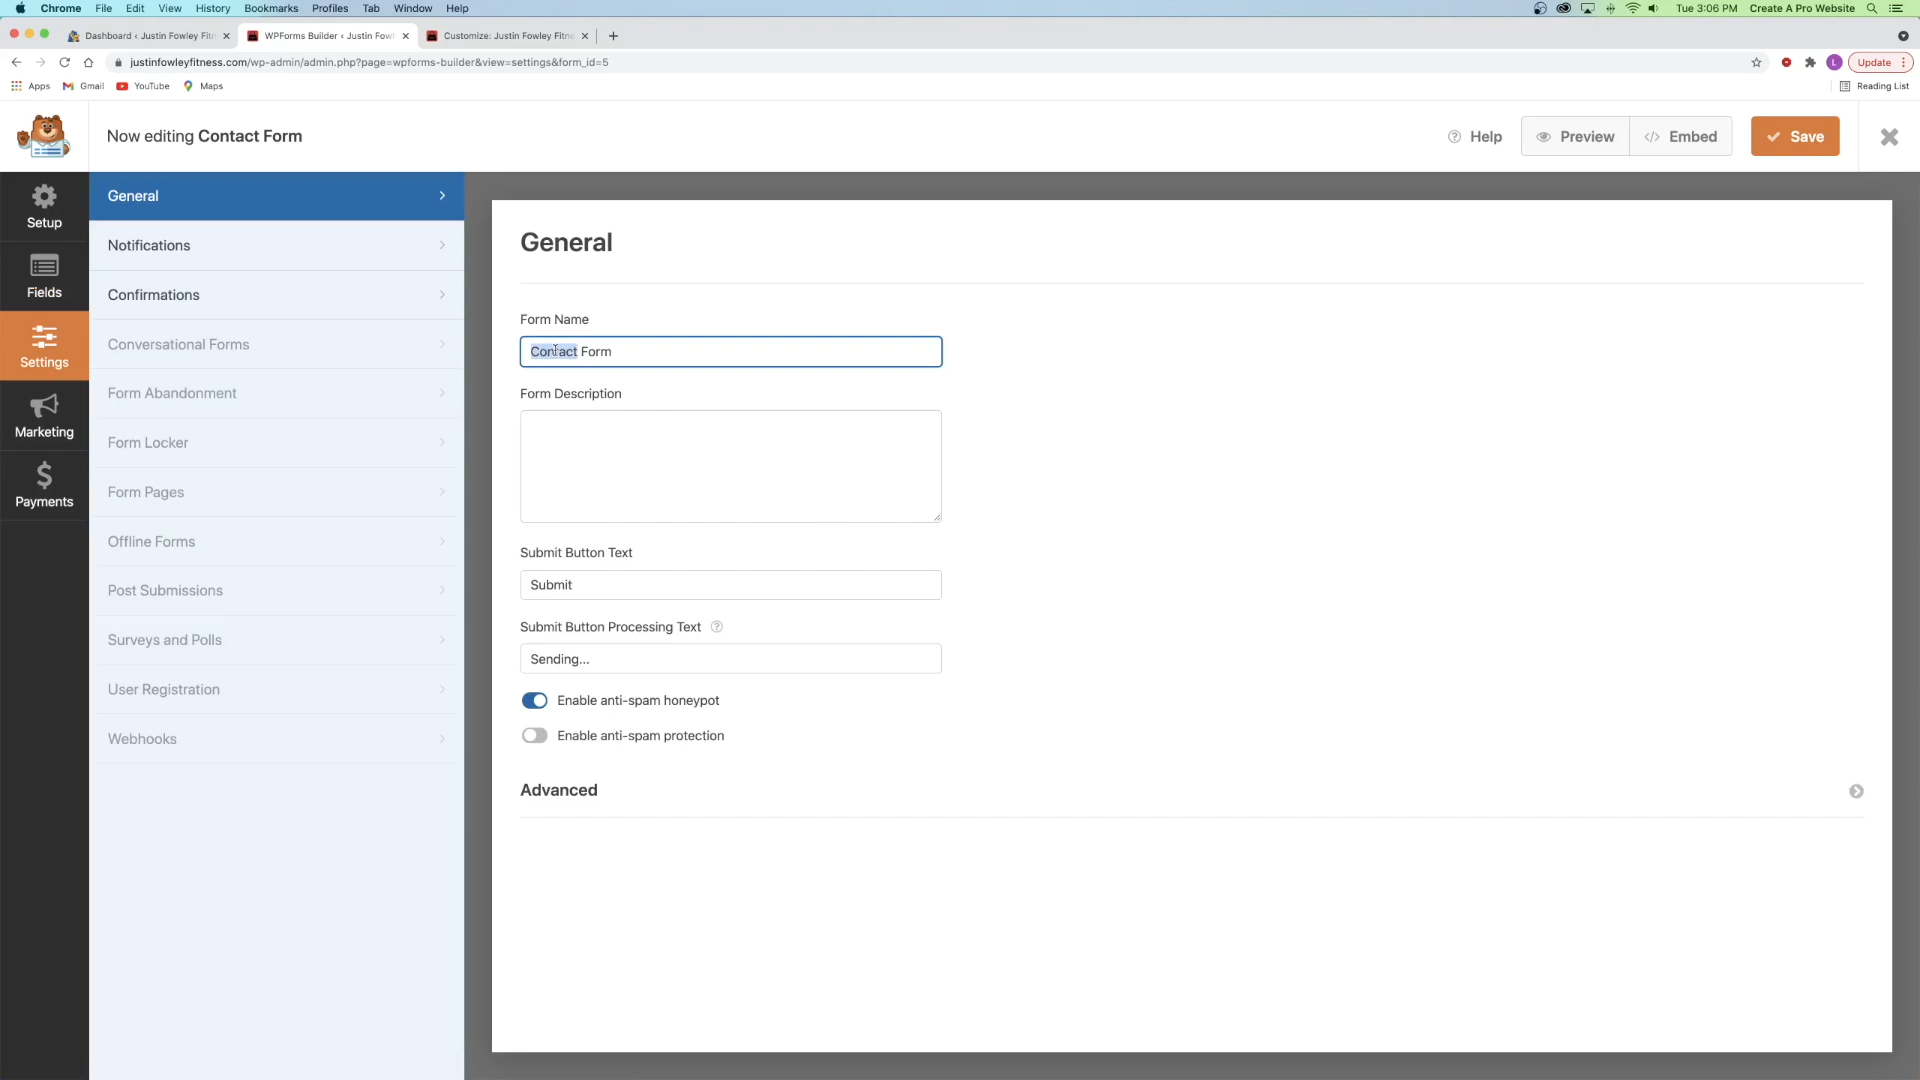 Chrome File Edit View History Bookmarks Profiles Tab Window Help
Tue 3:06 PM Create A Pro Website
Dashboard ‹ Justin Fowley Fitn
WPForms Builder ‹ Justin Fowl
Customize: Justin Fowley Fitne
justinfowleyfitness.com/wp-admin/admin.php?page=wpforms-builder&view=settings&form_id=5
L
Update
Apps Gmail YouTube Maps
Reading List
Now editing Contact Form
Help
Preview
Embed
Save
Setup
Fields
Settings
Marketing
Payments
General
Notifications
Confirmations
Conversational Forms
Form Abandonment
Form Locker
Form Pages
Offline Forms
Post Submissions
Surveys and Polls
User Registration
Webhooks
General
Form Name
Contact Form
Form Description
Submit Button Text
Submit
Submit Button Processing Text
Sending...
Enable anti-spam honeypot
Enable anti-spam protection
Advanced